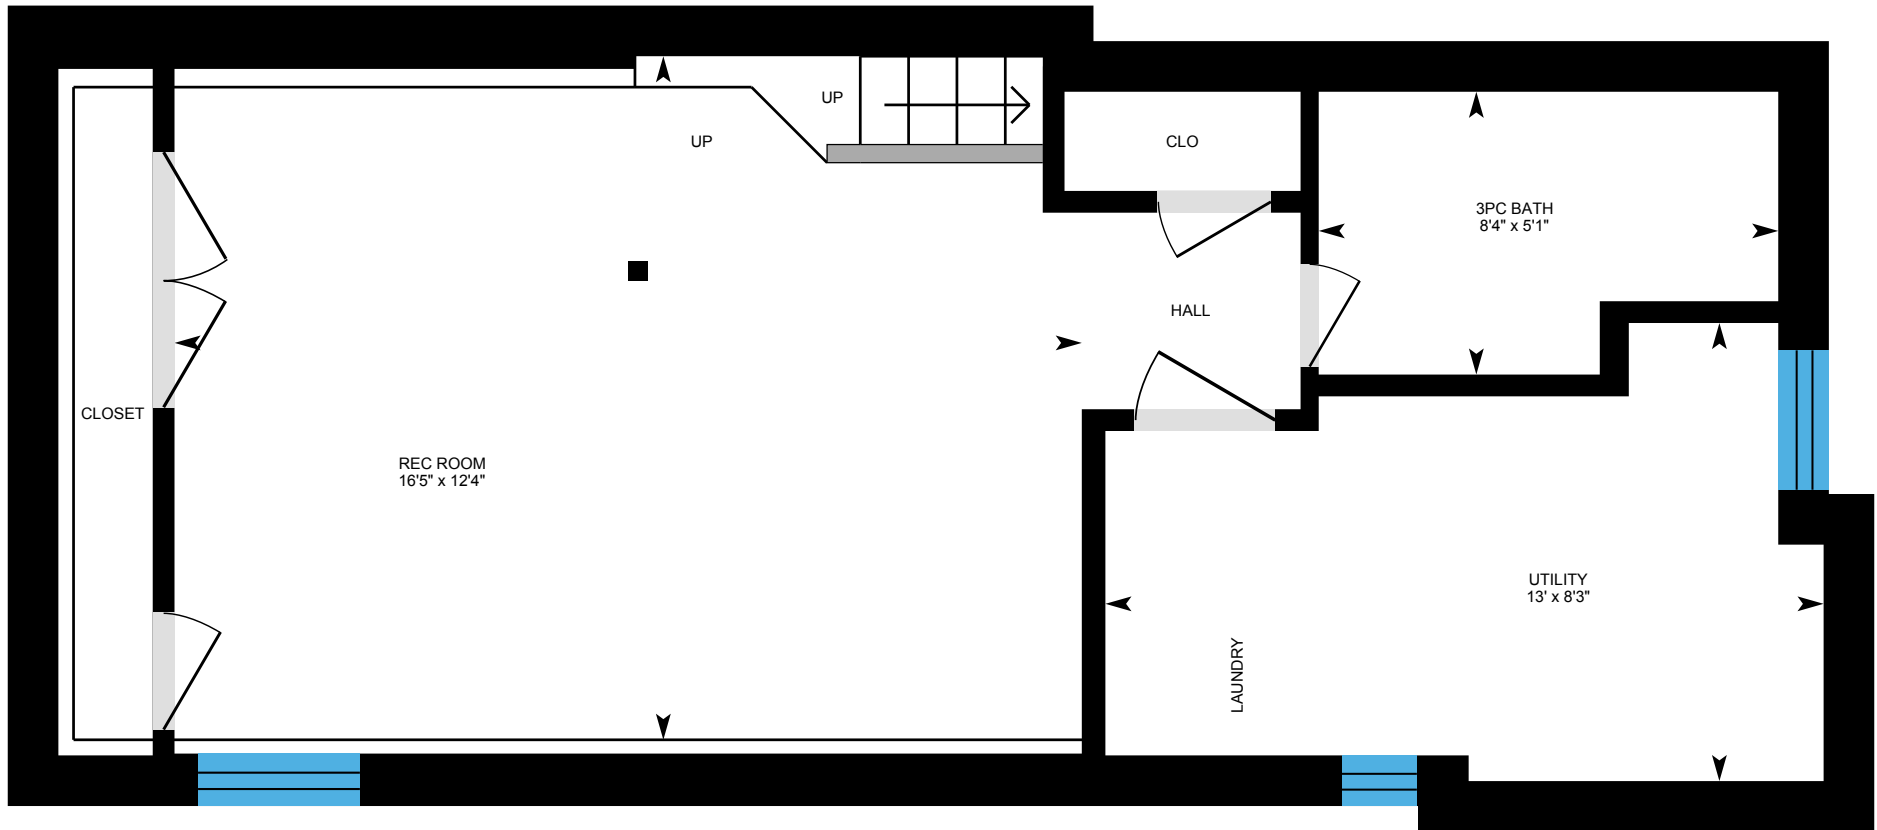 UP
UP
CLO
3PC BATH
8'4" x 5'1"
HALL
CLOSET
REC ROOM
16'5" x 12'4"
UTILITY
13' x 8'3"
LAUNDRY